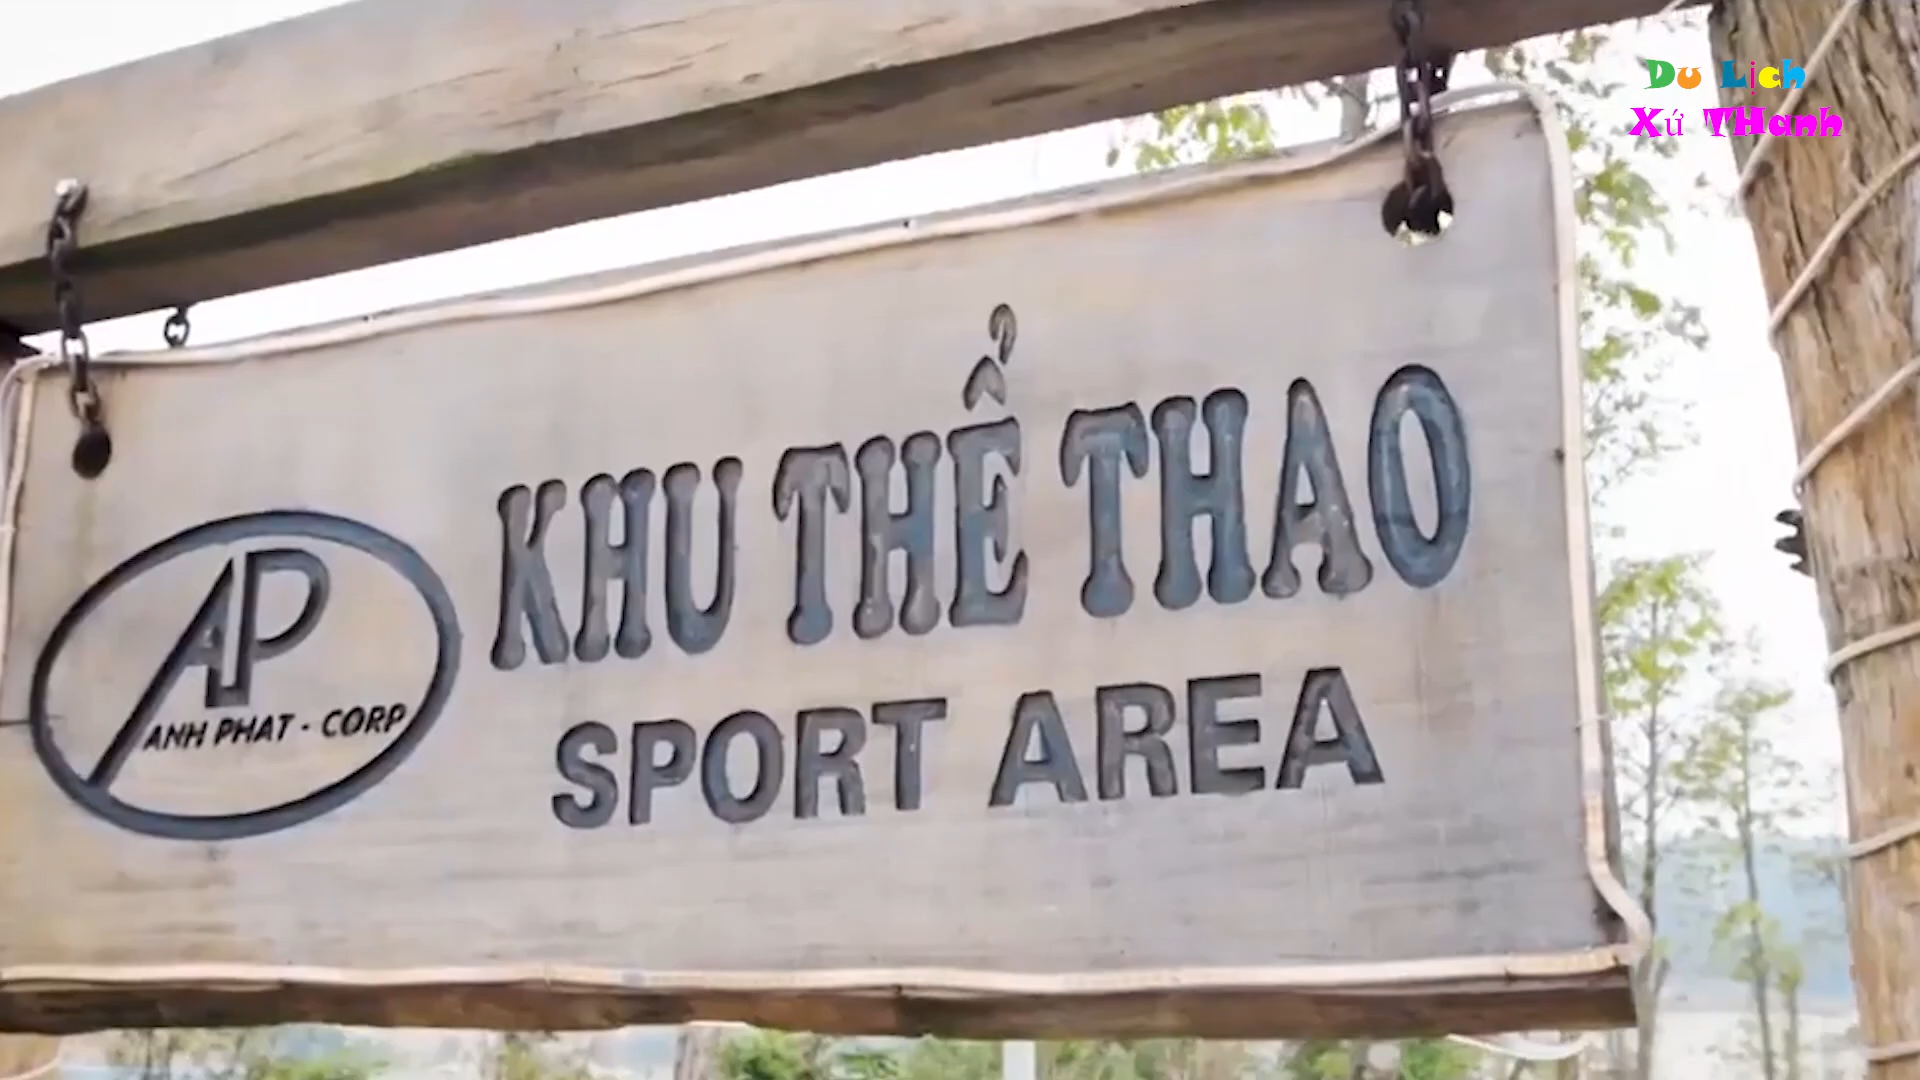 Du Lịch
Xứ THanh
KHU THỂ THAO
SPORT AREA
AP
ANH PHAT - CORP